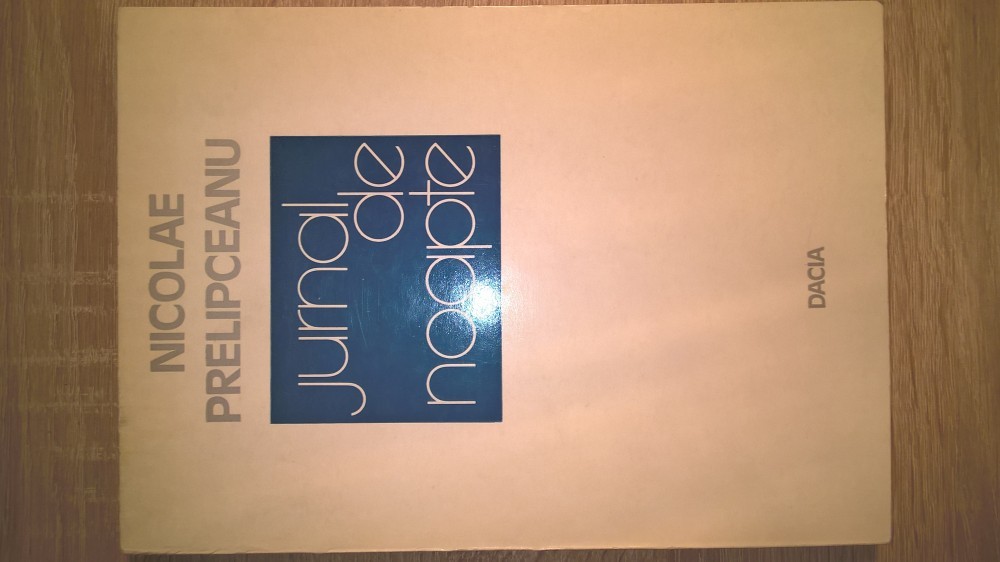 NICOLAE
PRELIPCEANU
jurnal
de
noapte
DACIA